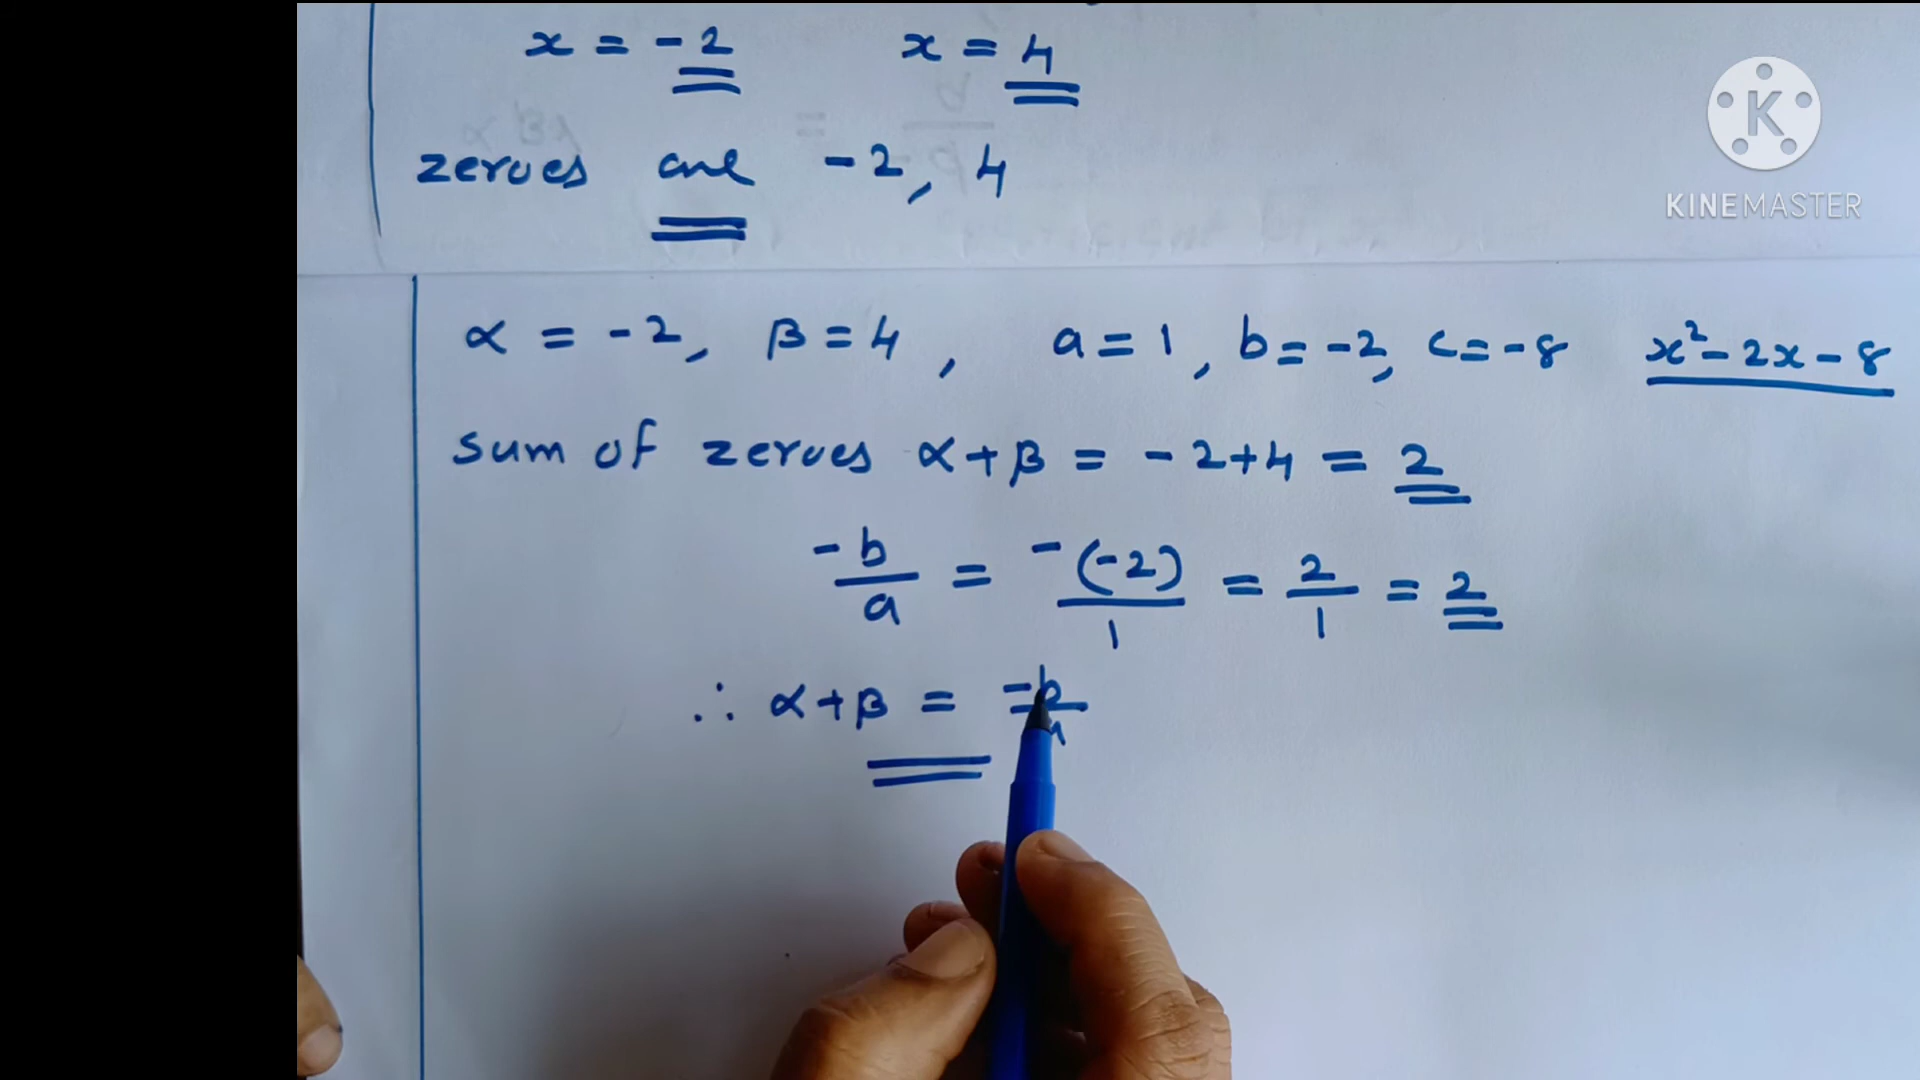 x = -2 x = 4
zeroes are -2, 4
α = -2, β = 4, a = 1, b = -2, c = -8 x² - 2x - 8
sum of zeroes α + β = -2 + 4 = 2
-b/a = -(-2)/1 = 2/1 = 2
∴ α + β = -b/a
K
KINEMASTER